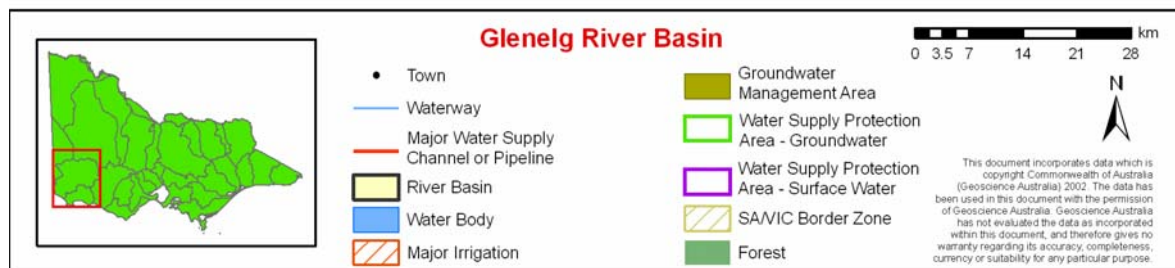 Glenelg River Basin
Town
Waterway
Major Water Supply
Channel or Pipeline
River Basin
Water Body
Major Irrigation
Groundwater
Management Area
Water Supply Protection
Area - Groundwater
Water Supply Protection
Area - Surface Water
SA/VIC Border Zone
Forest
km
0 3.5 7 14 21 28
N
This document incorporates data which is
copyright Commonwealth of Australia
(Geoscience Australia) 2002. The data has
been used in this document with the permission
of Geoscience Australia. Geoscience Australia
has not evaluated the data as incorporated
within this document, and therefore gives no
warranty regarding its accuracy, completeness,
currency or suitability for any particular purpose.